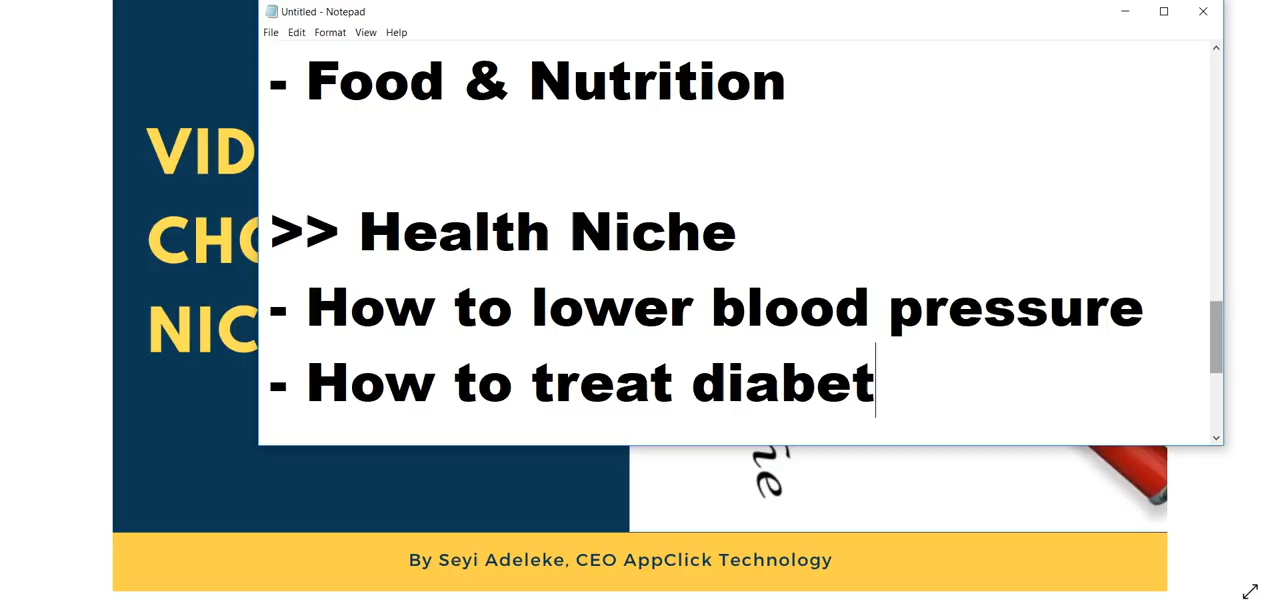 Untitled - Notepad
File Edit Format View Help
- Food & Nutrition
>> Health Niche
- How to lower blood pressure
- How to treat diabet
VID
CHO
NIC
he
By Seyi Adeleke, CEO AppClick Technology